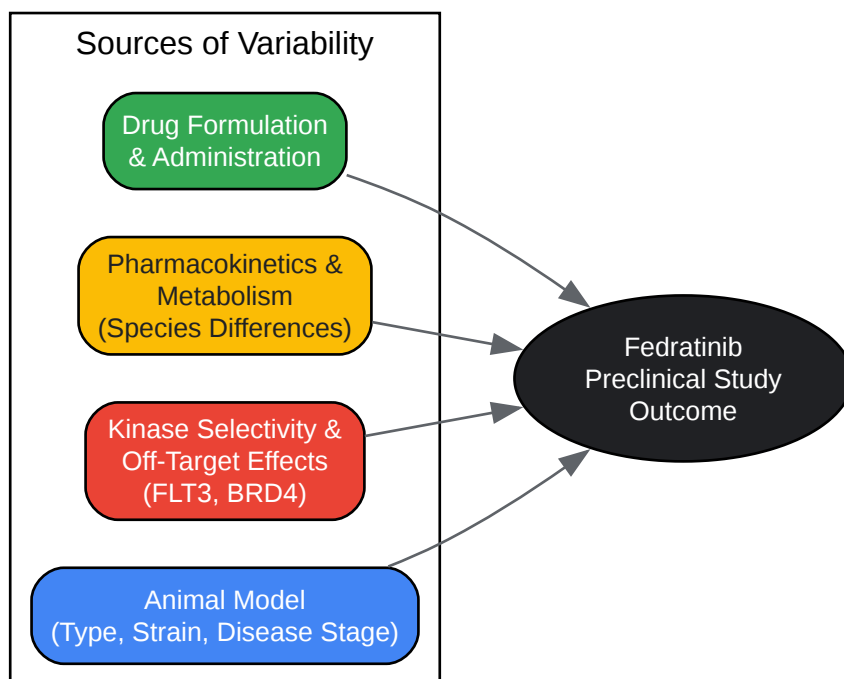 Sources of Variability
Drug Formulation
& Administration
Pharmacokinetics &
Metabolism
(Species Differences)
Kinase Selectivity &
Off-Target Effects
(FLT3, BRD4)
Animal Model
(Type, Strain, Disease Stage)
Fedratinib
Preclinical Study
Outcome